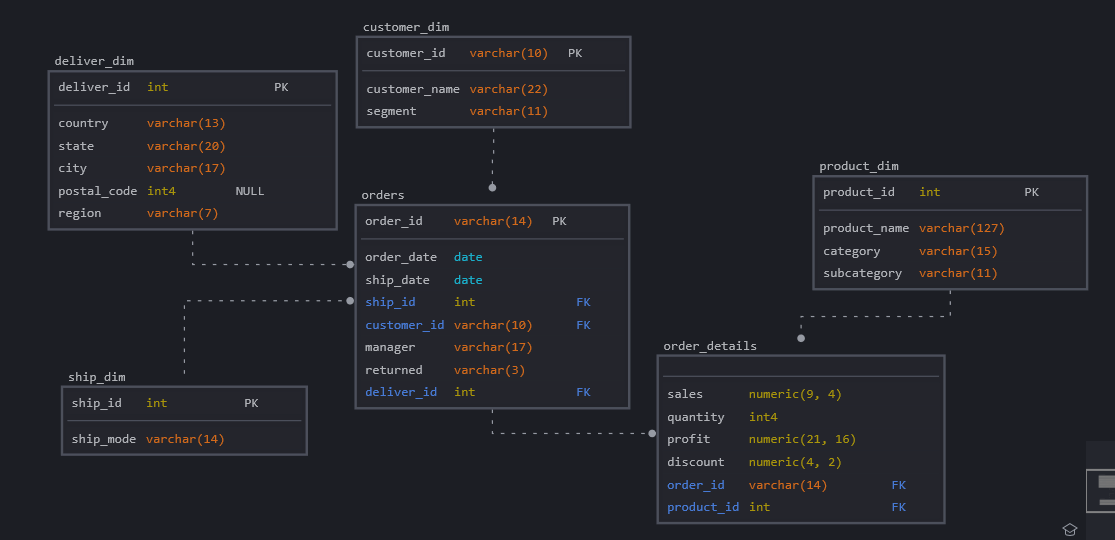 customer_dim
customer_id varchar(10) PK
customer_name varchar(22)
segment varchar(11)
deliver_dim
deliver_id int PK
country varchar(13)
state varchar(20)
city varchar(17)
postal_code int4 NULL
region varchar(7)
product_dim
product_id int PK
product_name varchar(127)
category varchar(15)
subcategory varchar(11)
orders
order_id varchar(14) PK
order_date date
ship_date date
ship_id int FK
customer_id varchar(10) FK
manager varchar(17)
returned varchar(3)
deliver_id int FK
ship_dim
ship_id int PK
ship_mode varchar(14)
order_details
sales numeric(9, 4)
quantity int4
profit numeric(21, 16)
discount numeric(4, 2)
order_id varchar(14) FK
product_id int FK